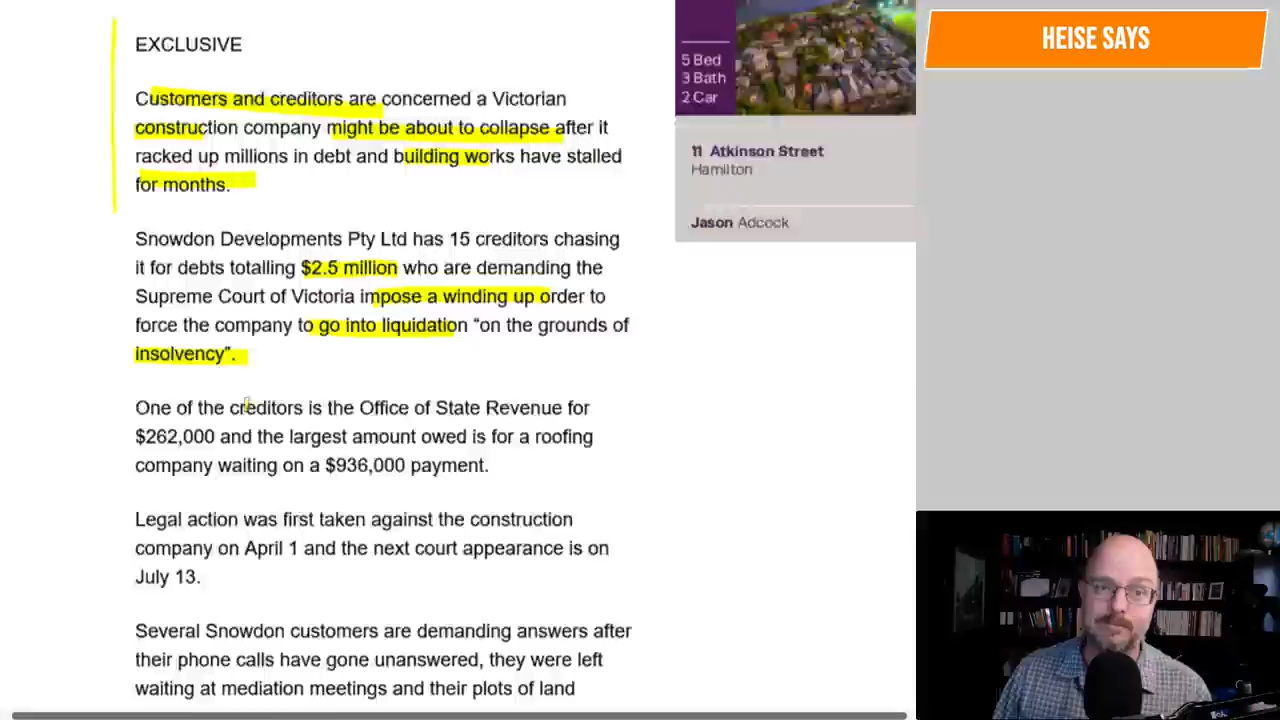 EXCLUSIVE
Customers and creditors are concerned a Victorian
construction company might be about to collapse after it
racked up millions in debt and building works have stalled
for months.
Snowdon Developments Pty Ltd has 15 creditors chasing
it for debts totalling $2.5 million who are demanding the
Supreme Court of Victoria impose a winding up order to
force the company to go into liquidation “on the grounds of
insolvency”.
One of the creditors is the Office of State Revenue for
$262,000 and the largest amount owed is for a roofing
company waiting on a $936,000 payment.
Legal action was first taken against the construction
company on April 1 and the next court appearance is on
July 13.
Several Snowdon customers are demanding answers after
their phone calls have gone unanswered, they were left
waiting at mediation meetings and their plots of land
5 Bed
3 Bath
2 Car
11 Atkinson Street
Hamilton
Jason Adcock
HEISE SAYS